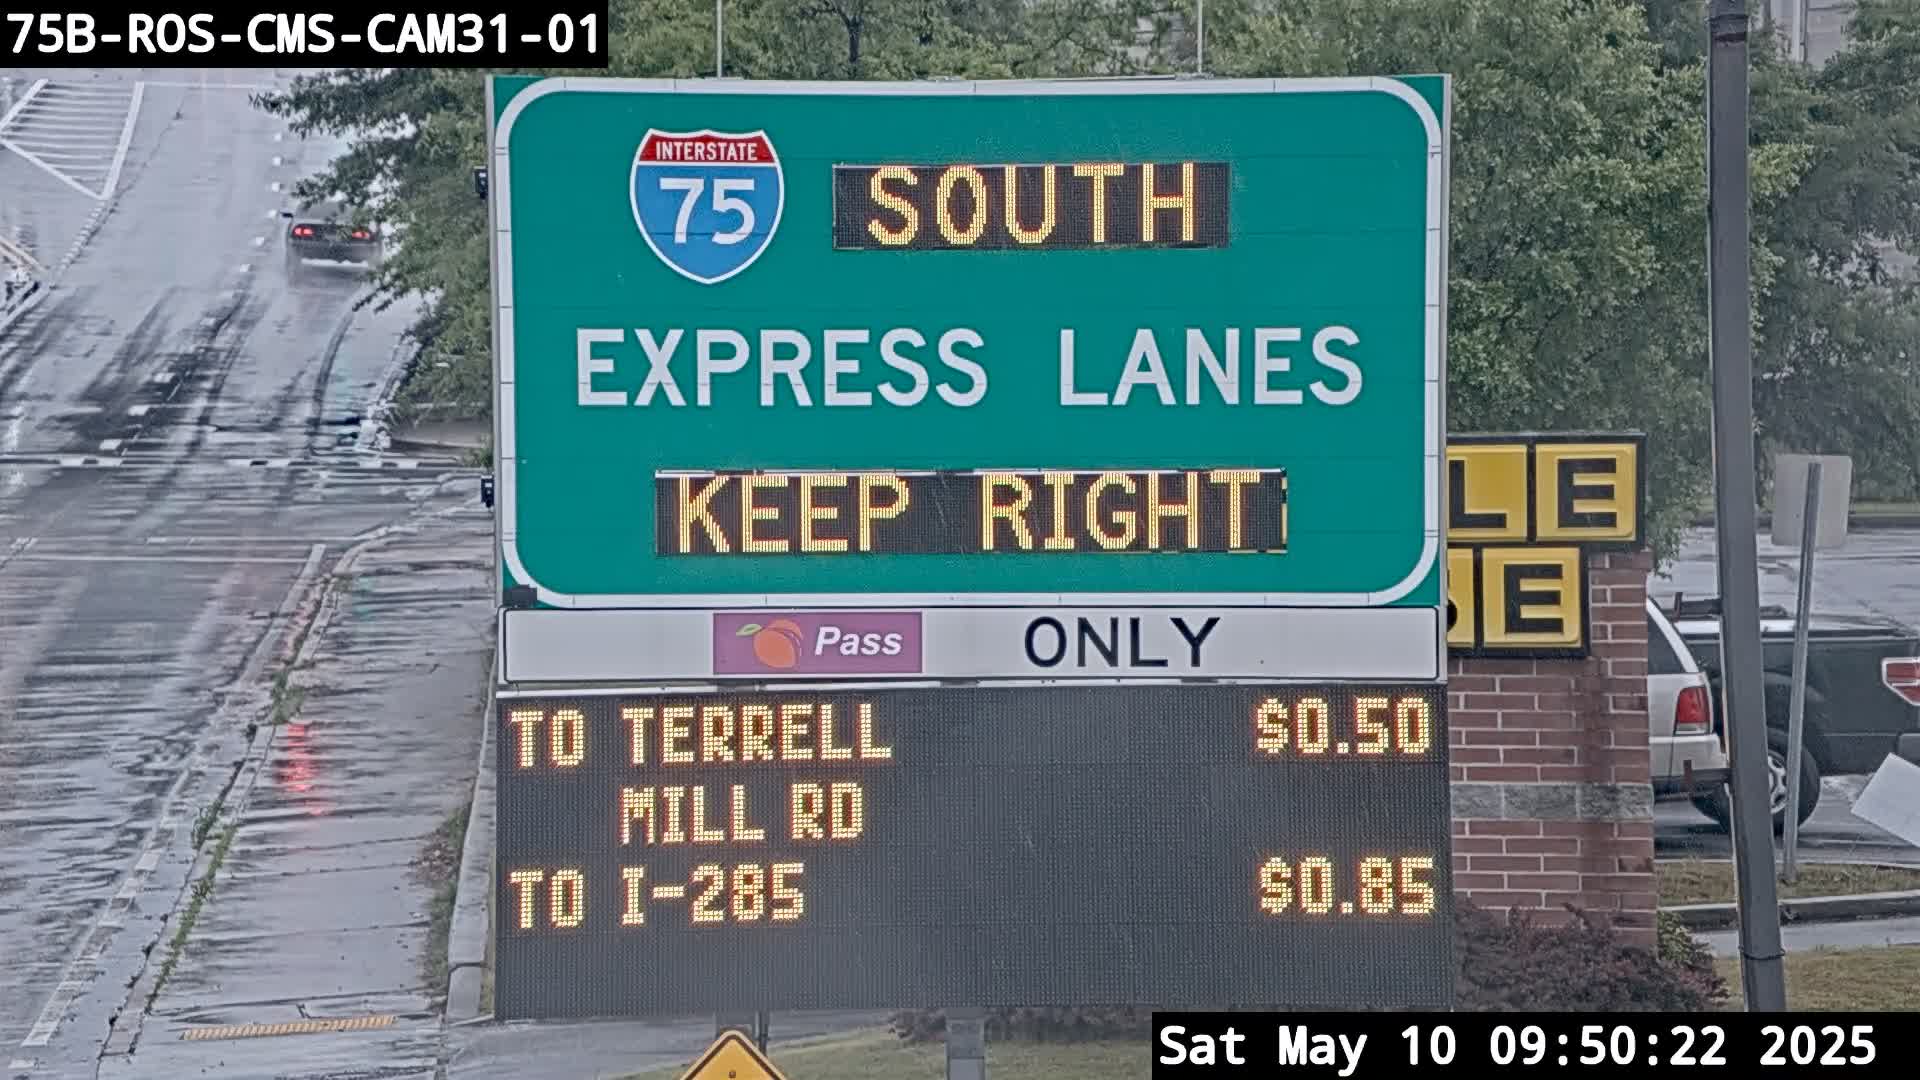 75B-ROS-CMS-CAM31-01
INTERSTATE
75
SOUTH
EXPRESS LANES
KEEP RIGHT
Pass ONLY
TO TERRELL $0.50
MILL RD
TO I-285 $0.85
LE
E
Sat May 10 09:50:22 2025